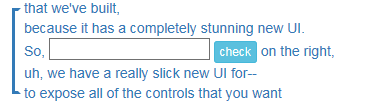 that we've built,
because it has a completely stunning new UI.
So, check on the right,
uh, we have a really slick new UI for--
to expose all of the controls that you want